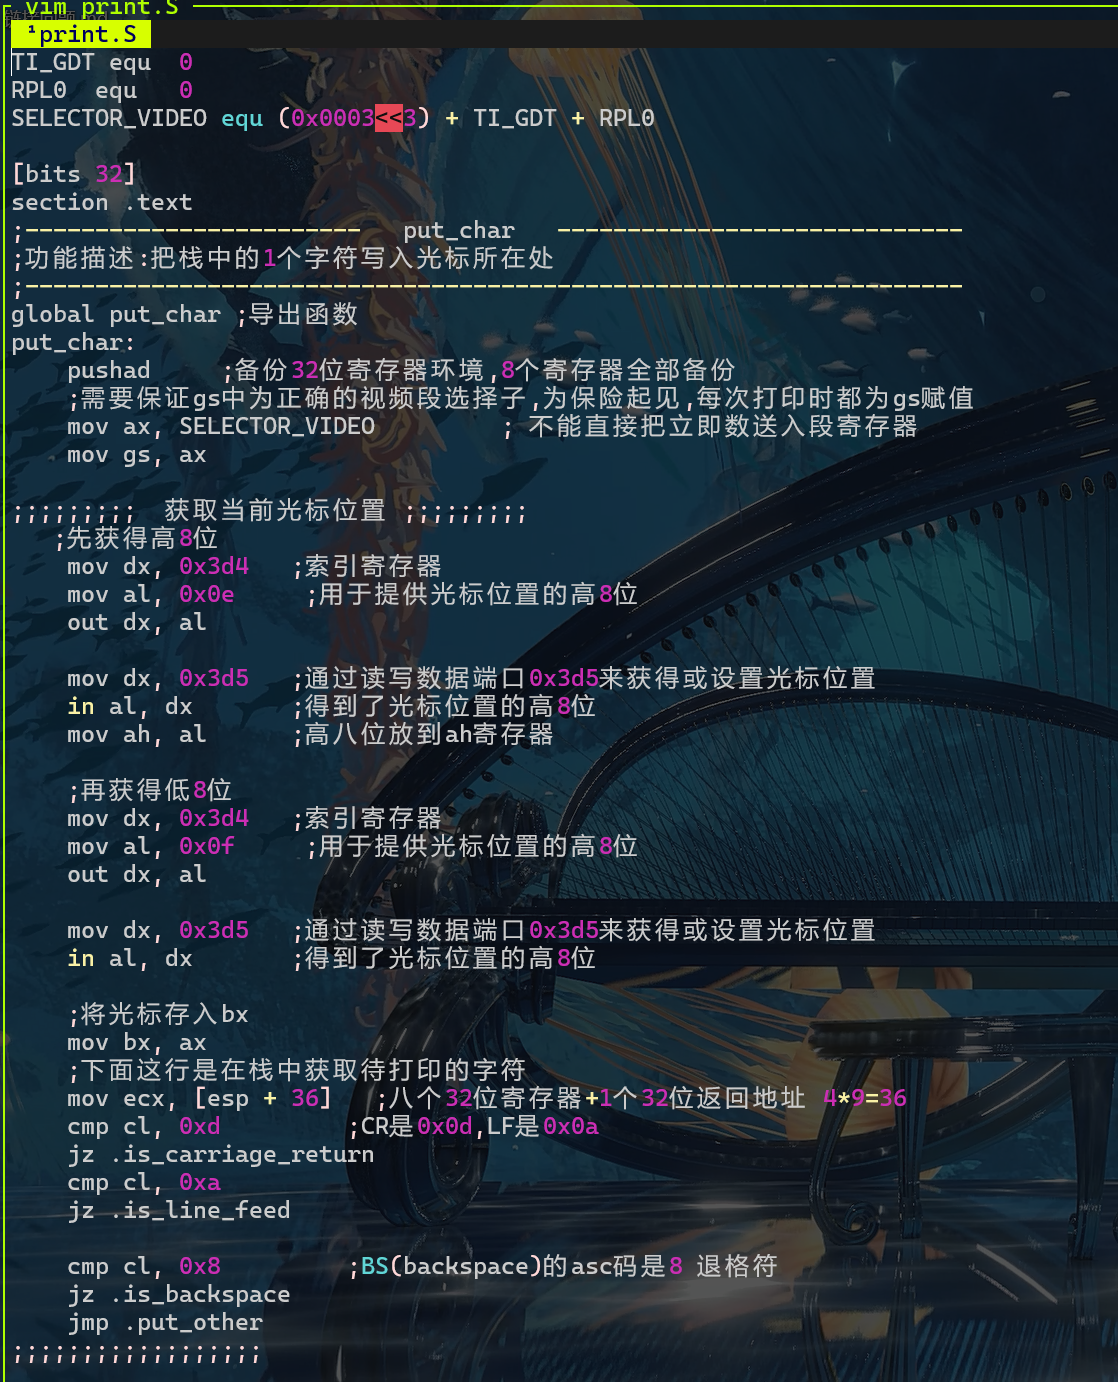 vim print.S
¹print.S
TI_GDT equ  0
RPL0  equ   0
SELECTOR_VIDEO equ (0x0003<<3) + TI_GDT + RPL0
[bits 32]
section .text
;------------------------   put_char   -----------------------------
;功能描述:把栈中的1个字符写入光标所在处
;-------------------------------------------------------------------
global put_char ;导出函数
put_char:
    pushad     ;备份32位寄存器环境,8个寄存器全部备份
    ;需要保证gs中为正确的视频段选择子,为保险起见,每次打印时都为gs赋值
    mov ax, SELECTOR_VIDEO         ; 不能直接把立即数送入段寄存器
    mov gs, ax
;;;;;;;;;  获取当前光标位置 ;;;;;;;;;
   ;先获得高8位
    mov dx, 0x3d4   ;索引寄存器
    mov al, 0x0e     ;用于提供光标位置的高8位
    out dx, al
    mov dx, 0x3d5   ;通过读写数据端口0x3d5来获得或设置光标位置
    in al, dx       ;得到了光标位置的高8位
    mov ah, al      ;高八位放到ah寄存器
    ;再获得低8位
    mov dx, 0x3d4   ;索引寄存器
    mov al, 0x0f     ;用于提供光标位置的高8位
    out dx, al
    mov dx, 0x3d5   ;通过读写数据端口0x3d5来获得或设置光标位置
    in al, dx       ;得到了光标位置的高8位
    ;将光标存入bx
    mov bx, ax
    ;下面这行是在栈中获取待打印的字符
    mov ecx, [esp + 36]   ;八个32位寄存器+1个32位返回地址 4*9=36
    cmp cl, 0xd         ;CR是0x0d,LF是0x0a
    jz .is_carriage_return
    cmp cl, 0xa
    jz .is_line_feed
    cmp cl, 0x8         ;BS(backspace)的asc码是8 退格符
    jz .is_backspace
    jmp .put_other
;;;;;;;;;;;;;;;;;;